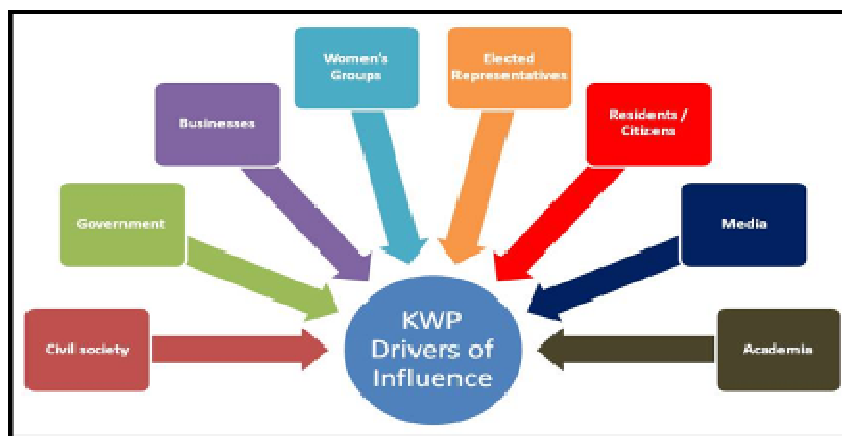 Women's
Groups
Elected
Representatives
Businesses
Residents /
Citizens
Government
Media
Civil society
KWP
Drivers of
Influence
Academia